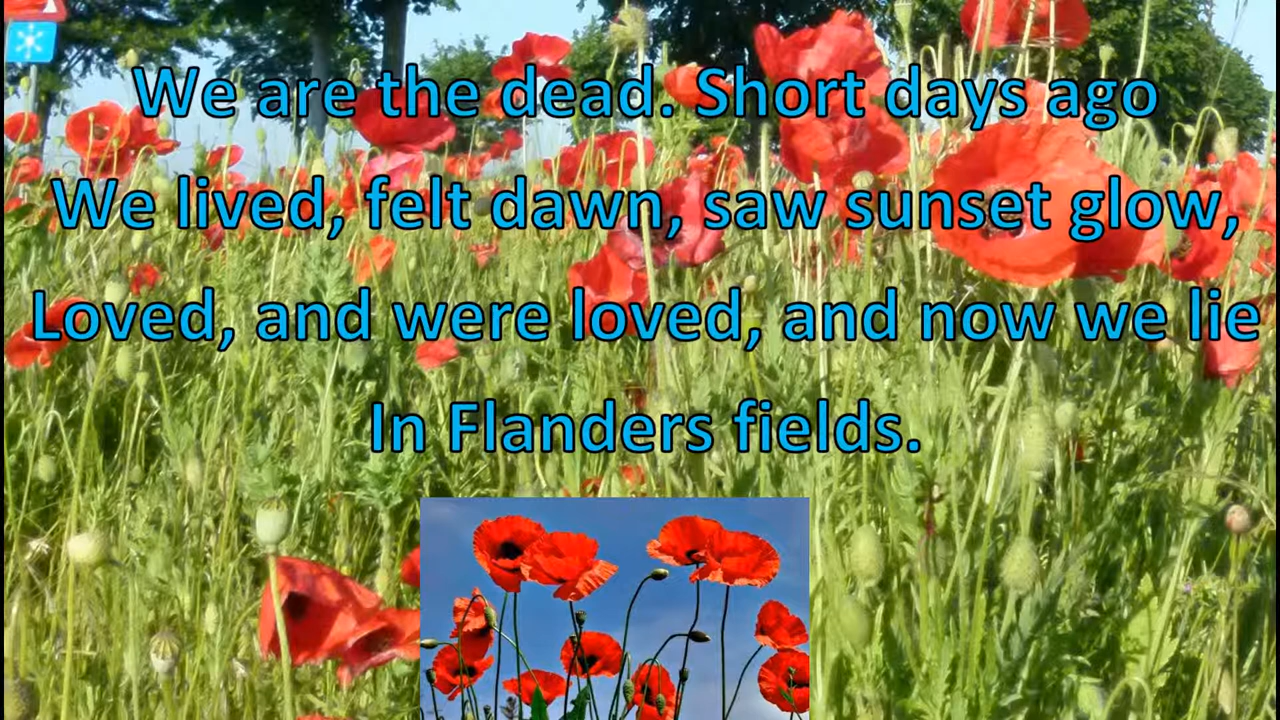 We are the dead. Short days ago
We lived, felt dawn, saw sunset glow,
Loved, and were loved, and now we lie
In Flanders fields.